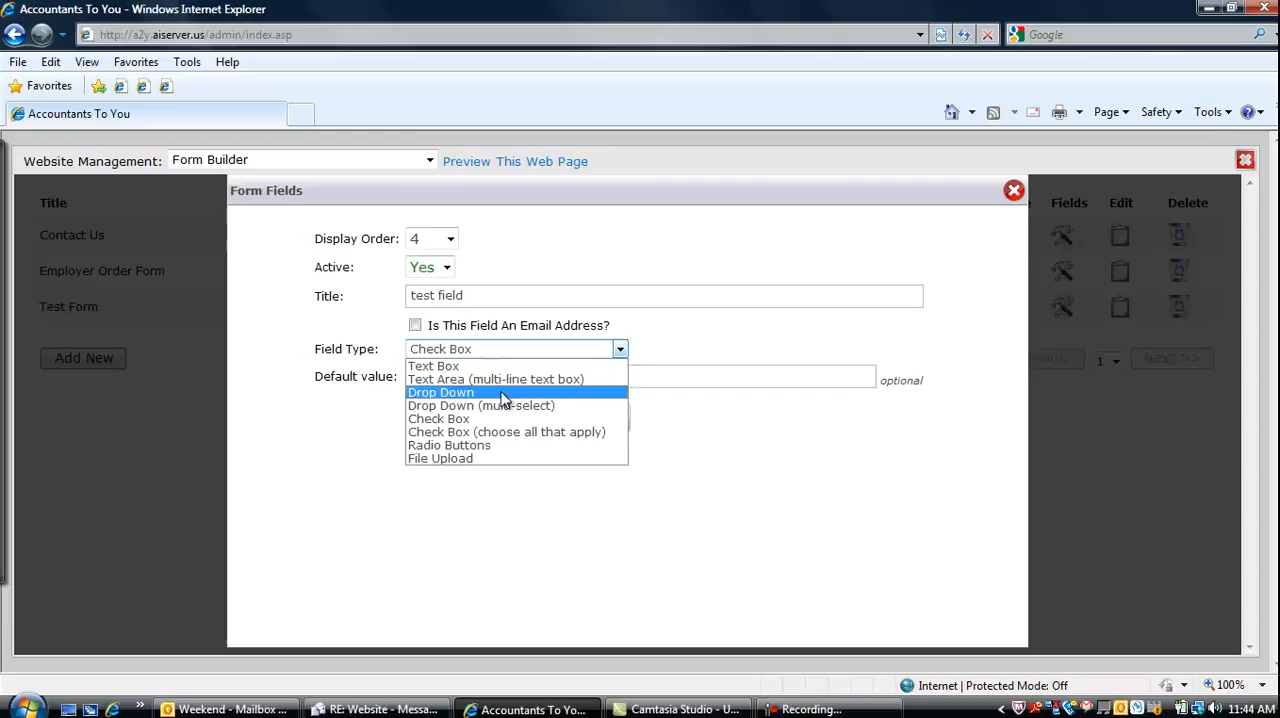 Accountants To You - Windows Internet Explorer
http://a2y.aiserver.us/admin/index.asp
Google
File Edit View Favorites Tools Help
Favorites
Accountants To You
Page Safety Tools
Website Management: Form Builder Preview This Web Page
Form Fields
Title Fields Edit Delete
Display Order: 4
Contact Us
Active: Yes
Employer Order Form
Title: test field
Test Form
Is This Field An Email Address?
Field Type: Check Box
Add New 1 Next >>
Text Box
Default value: optional
Text Area (multi-line text box)
Drop Down
Drop Down (multi-select)
Check Box
Check Box (choose all that apply)
Radio Buttons
File Upload
Internet | Protected Mode: Off 100%
Weekend - Mailbox ... RE: Website - Messa... Accountants To You... Camtasia Studio - U... Recording... 11:44 AM